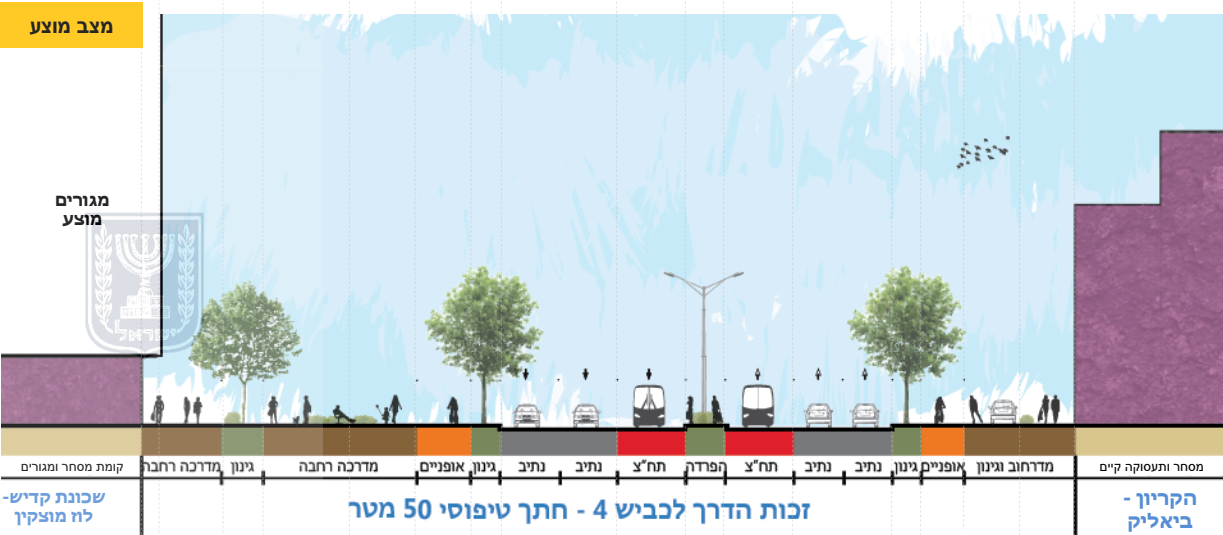 מצב מוצע
מגורים
מוצע
ישראל
קומת מסחר ומגורים
מדרכה רחבה
גינון
מדרכה רחבה
אופניים
גינון
נתיב
נתיב
תח"צ
הפרדה
תח"צ
נתיב
נתיב
גינון
אופניים
מדרחוב וגינון
מסחר ותעסוקה קיים
שכונת קדיש-
לוז מוצקין
זכות הדרך לכביש 4 - חתך טיפוסי 50 מטר
הקריון -
ביאליק